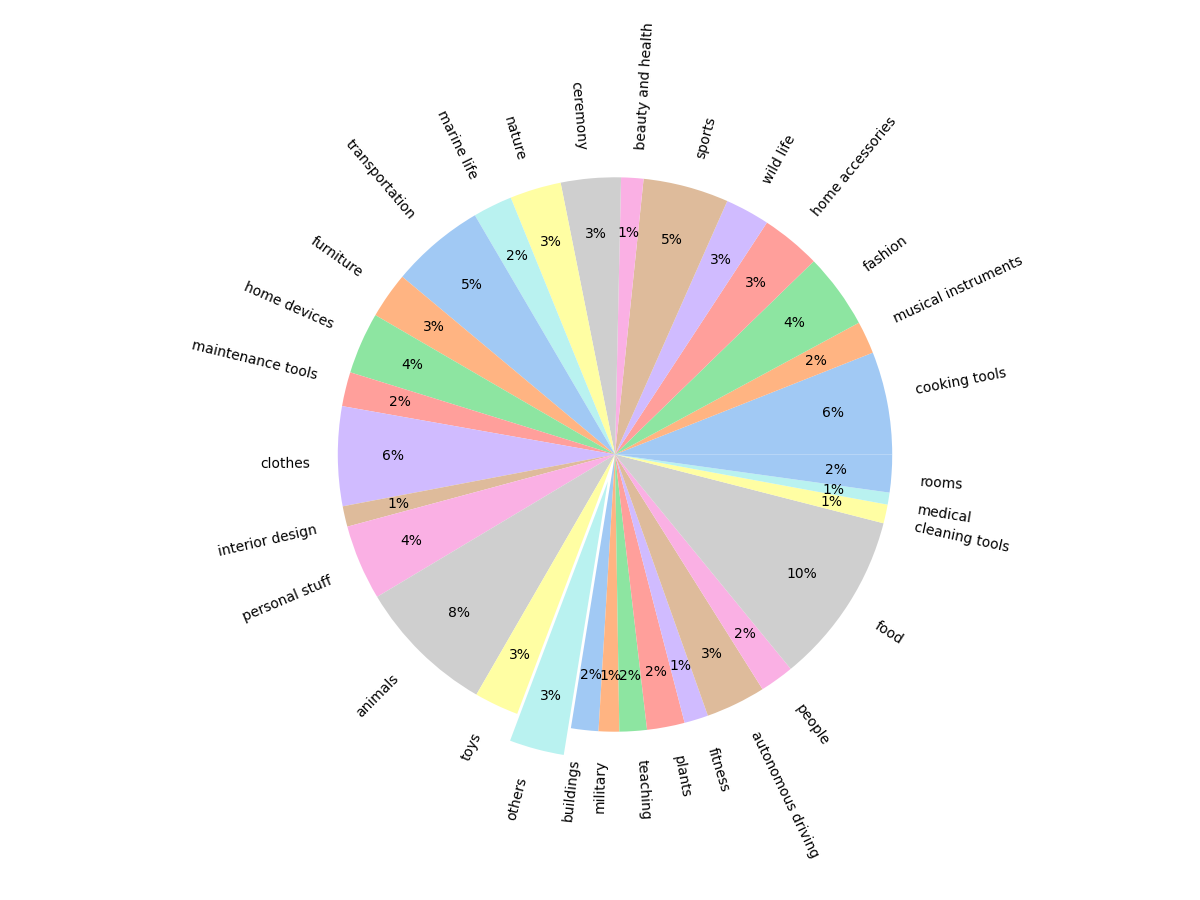 beauty and health
ceremony
sports
nature
marine life
wild life
home accessories
transportation
fashion
furniture
musical instruments
home devices
cooking tools
maintenance tools
clothes
rooms
medical
cleaning tools
interior design
personal stuff
food
animals
people
toys
autonomous driving
fitness
others
buildings
military
teaching
plants
1%
3%
5%
3%
2%
3%
3%
5%
4%
3%
2%
4%
6%
2%
6%
2%
1%
1%
1%
4%
10%
8%
2%
3%
3%
1%
2%
2%
1%
2%
3%